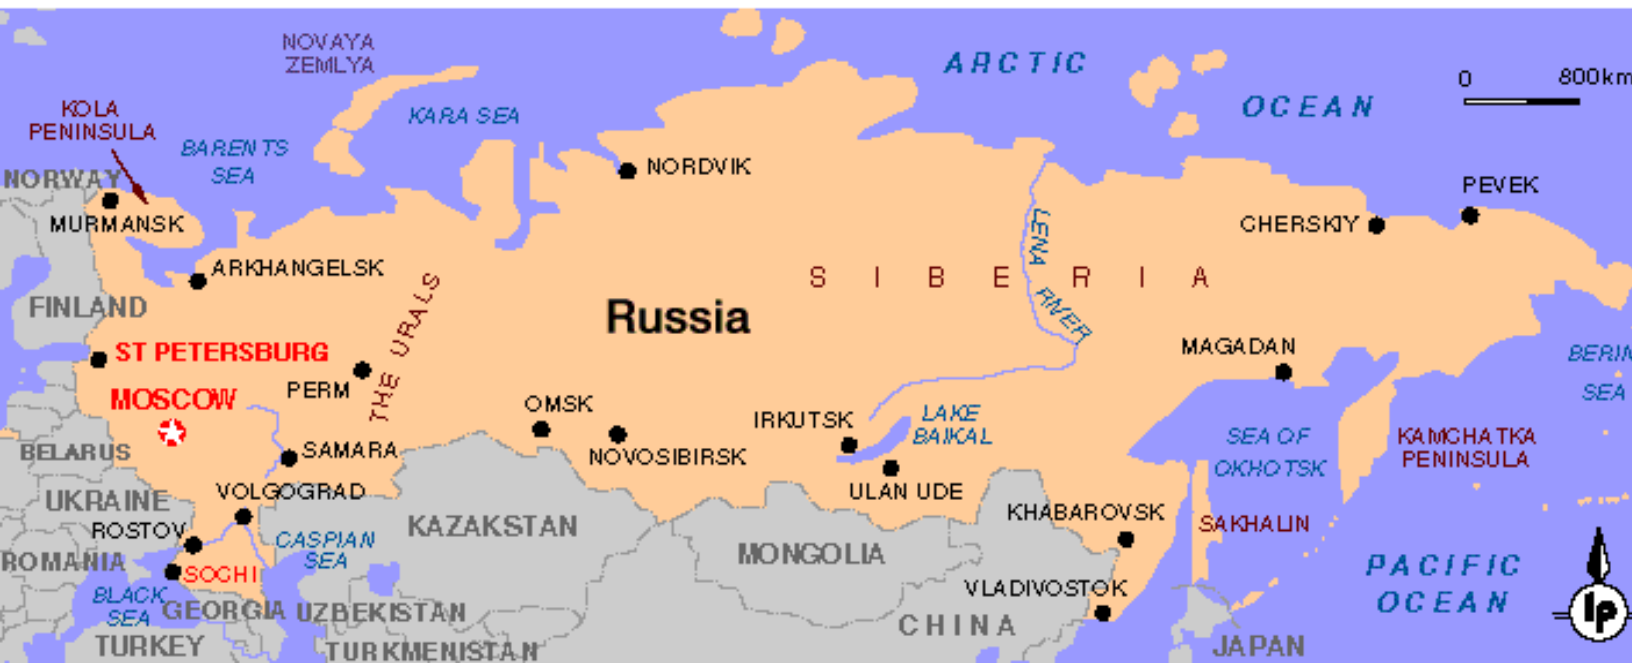 NOVAYA
ZEMLYA
ARCTIC
OCEAN
0 800km
KOLA
PENINSULA
KARA SEA
BARENTS
SEA
NORWAY
NORDVIK
PEVEK
MURMANSK
CHERSKIY
LENA
RIVER
ARKHANGELSK
SIBERIA
FINLAND
Russia
THE URALS
ST PETERSBURG
MAGADAN
BERIN
SEA
PERM
MOSCOW
OMSK
IRKUTSK
LAKE
BAIKAL
BELARUS
SAMARA
NOVOSIBIRSK
SEA OF
OKHOTSK
KAMCHATKA
PENINSULA
UKRAINE
VOLGOGRAD
ULAN UDE
KHABAROVSK
SAKHALIN
ROSTOV
KAZAKSTAN
CASPIAN
SEA
MONGOLIA
ROMANIA
SOCHI
PACIFIC
OCEAN
BLACK
SEA
GEORGIA
UZBEKISTAN
VLADIVOSTOK
CHINA
TURKEY
TURKMENISTAN
JAPAN
lp